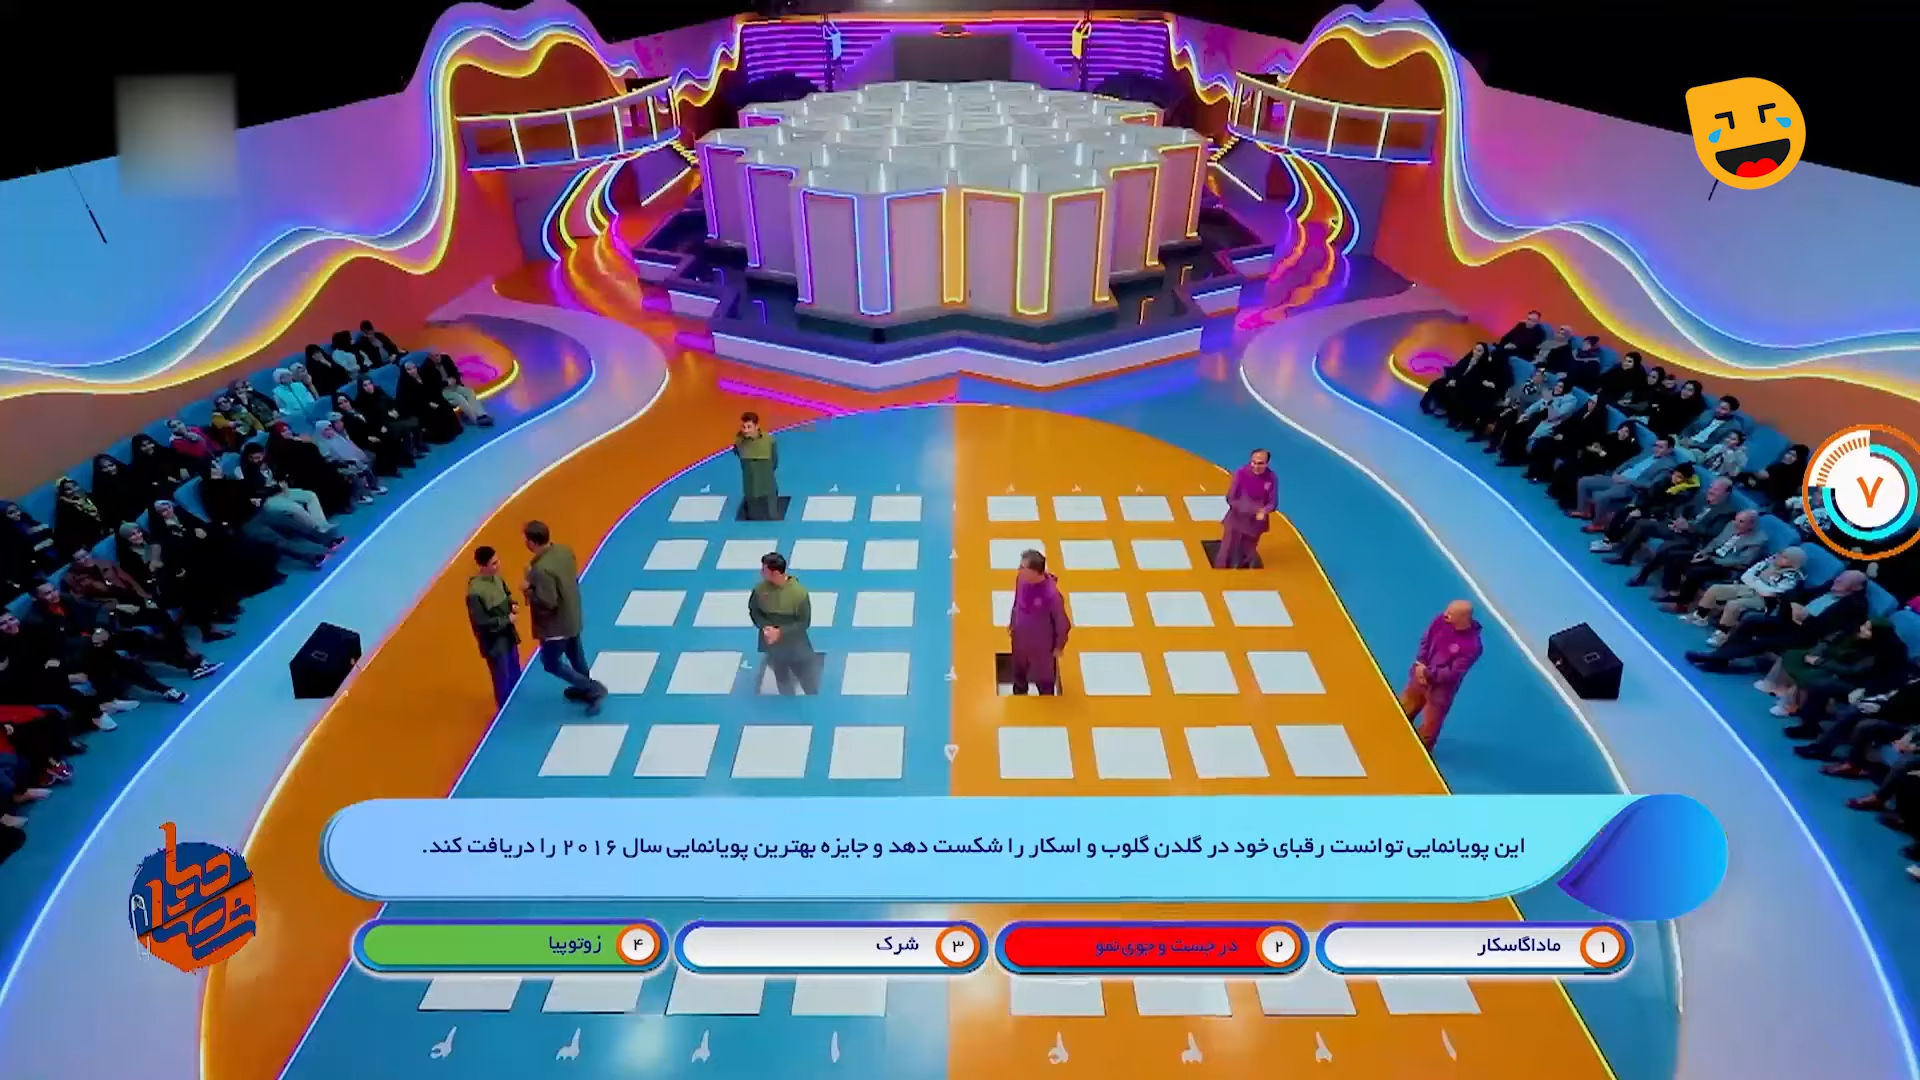 ۷
این پویانمایی توانست رقبای خود در گلدن گلوب و اسکار را شکست دهد و جایزه بهترین پویانمایی سال ۲۰۱۶ را دریافت کند.
۱ ماداگاسکار
۲ در جست و جوی نمو
۳ شرک
۴ زوتوپیا